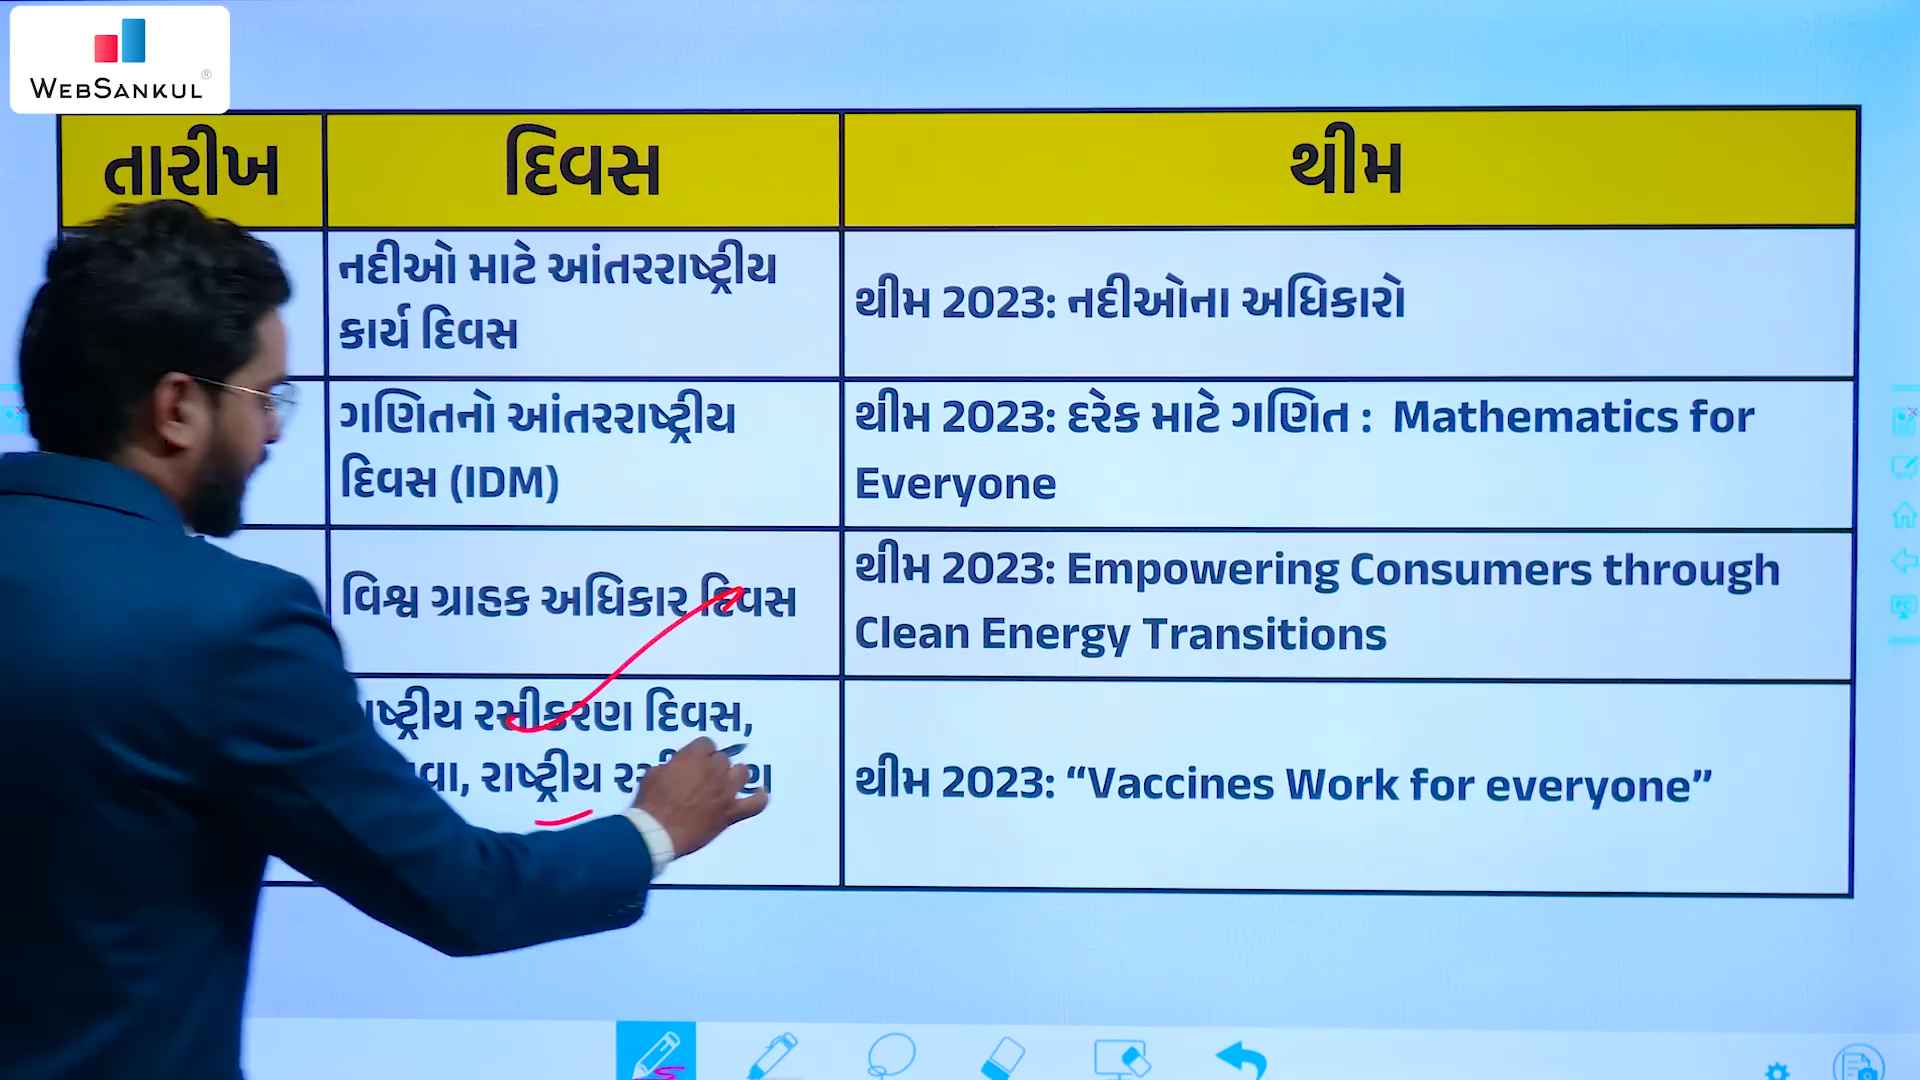 WEBSANKUL®
તારીખ દિવસ થીમ
નદીઓ માટે આંતરરાષ્ટ્રીય
કાર્ય દિવસ
થીમ 2023: નદીઓના અધિકારો
ગણિતનો આંતરરાષ્ટ્રીય
દિવસ (IDM)
થીમ 2023: દરેક માટે ગણિત : Mathematics for
Everyone
વિશ્વ ગ્રાહક અધિકાર દિવસ
થીમ 2023: Empowering Consumers through
Clean Energy Transitions
રસીકરણ દિવસ,
રાષ્ટ્રીય
થીમ 2023: “Vaccines Work for everyone”